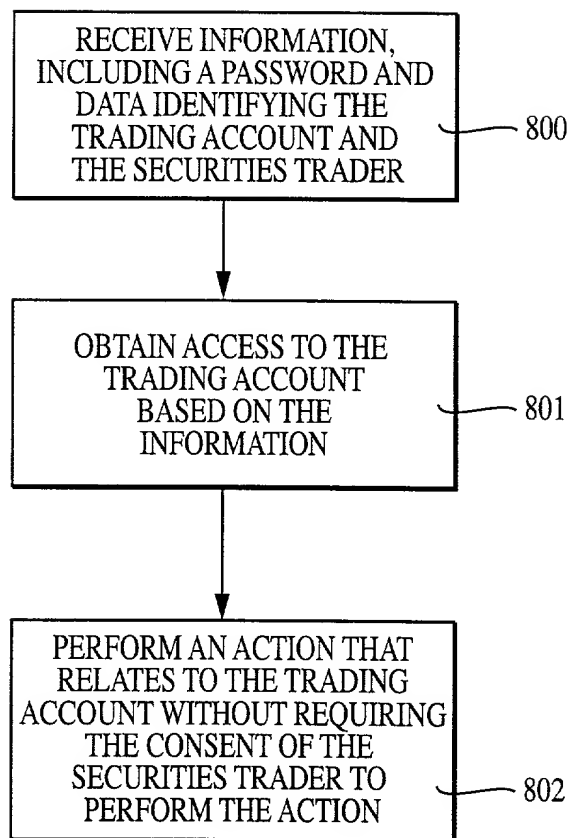 RECEIVE INFORMATION,
INCLUDING A PASSWORD AND
DATA IDENTIFYING THE
TRADING ACCOUNT AND
THE SECURITIES TRADER
800
OBTAIN ACCESS TO THE
TRADING ACCOUNT
BASED ON THE
INFORMATION
801
PERFORM AN ACTION THAT
RELATES TO THE TRADING
ACCOUNT WITHOUT REQUIRING
THE CONSENT OF THE
SECURITIES TRADER TO
PERFORM THE ACTION
802